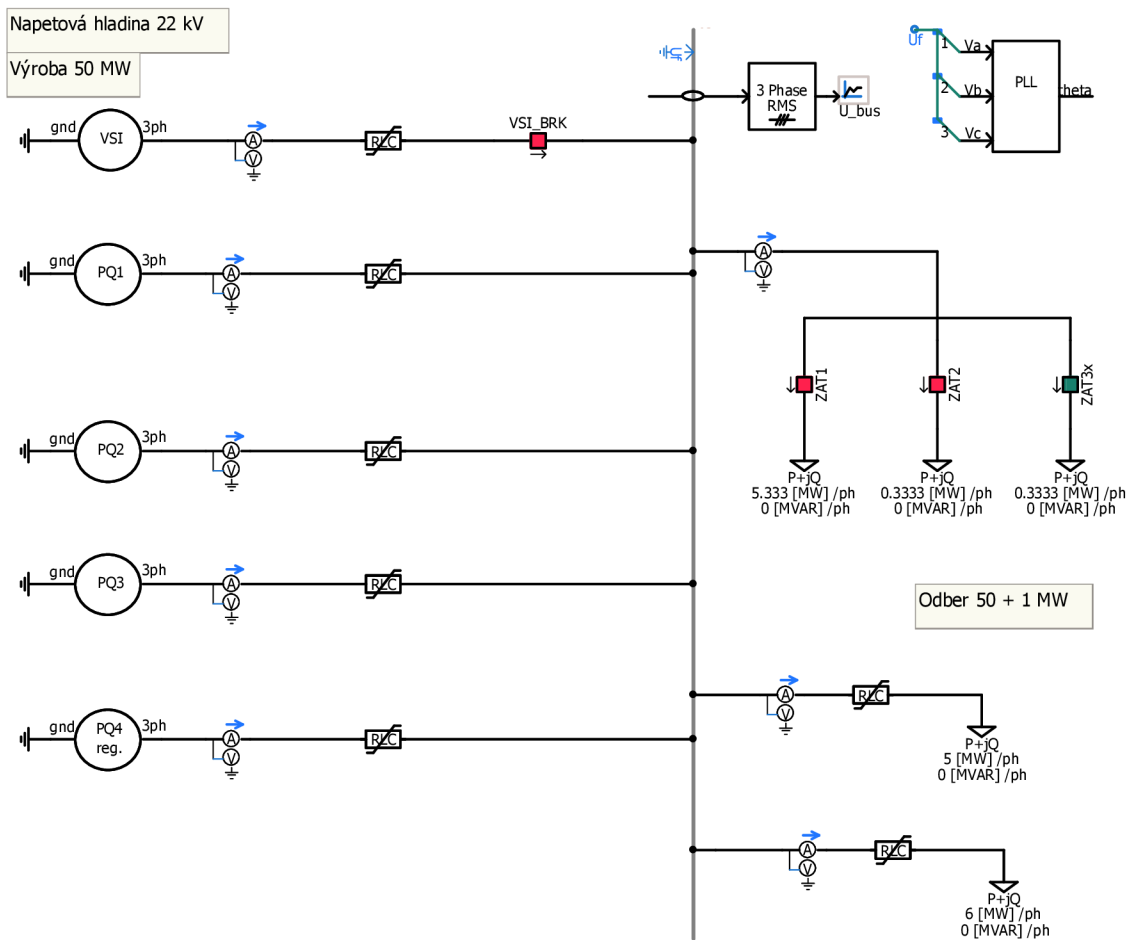 Napetová hladina 22 kV
Výroba 50 MW
gnd
VSI
3ph
A
V
RLC
VSI_BRK
Uf
3 Phase
RMS
U_bus
Uf
1
2
3
Va
Vb
Vc
PLL
theta
gnd
PQ1
3ph
A
V
RLC
A
V
ZAT1
ZAT2
ZAT3x
P+jQ
5.333 [MW] /ph
0 [MVAR] /ph
P+jQ
0.3333 [MW] /ph
0 [MVAR] /ph
P+jQ
0.3333 [MW] /ph
0 [MVAR] /ph
gnd
PQ2
3ph
A
V
RLC
gnd
PQ3
3ph
A
V
RLC
Odber 50 + 1 MW
gnd
PQ4
reg.
3ph
A
V
RLC
A
V
RLC
P+jQ
5 [MW] /ph
0 [MVAR] /ph
A
V
RLC
P+jQ
6 [MW] /ph
0 [MVAR] /ph